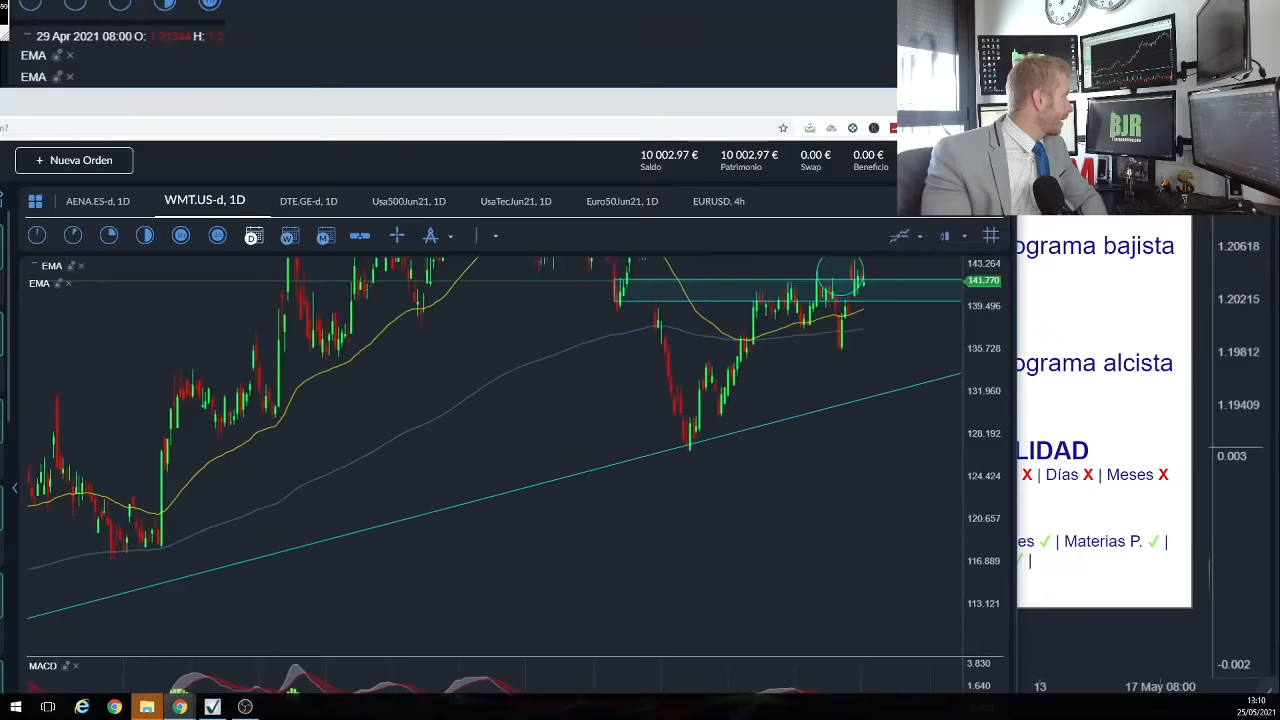 29 Apr 2021 08:00 O: 1.21344 H: 1.2
EMA
EMA
n?
+ Nueva Orden
10 002.97 €
Saldo
10 002.97 €
Patrimonio
0.00 €
Swap
0.00 €
Beneficio
AENA.ES-d, 1D
WMT.US-d, 1D
DTE.GE-d, 1D
Usa500Jun21, 1D
UsaTecJun21, 1D
Euro50Jun21, 1D
EURUSD, 4h
D
W
M
EMA
EMA
143.264
141.770
139.496
135.728
131.960
128.192
124.424
120.657
116.889
113.121
MACD
3.830
1.640
BJR
ograma bajista
ograma alcista
LIDAD
X | Días X | Meses X
es ✓ | Materias P. ✓ |
✓ |
1.20618
1.20215
1.19812
1.19409
0.003
-0.002
13
17 May 08:00
13:10
25/05/2021